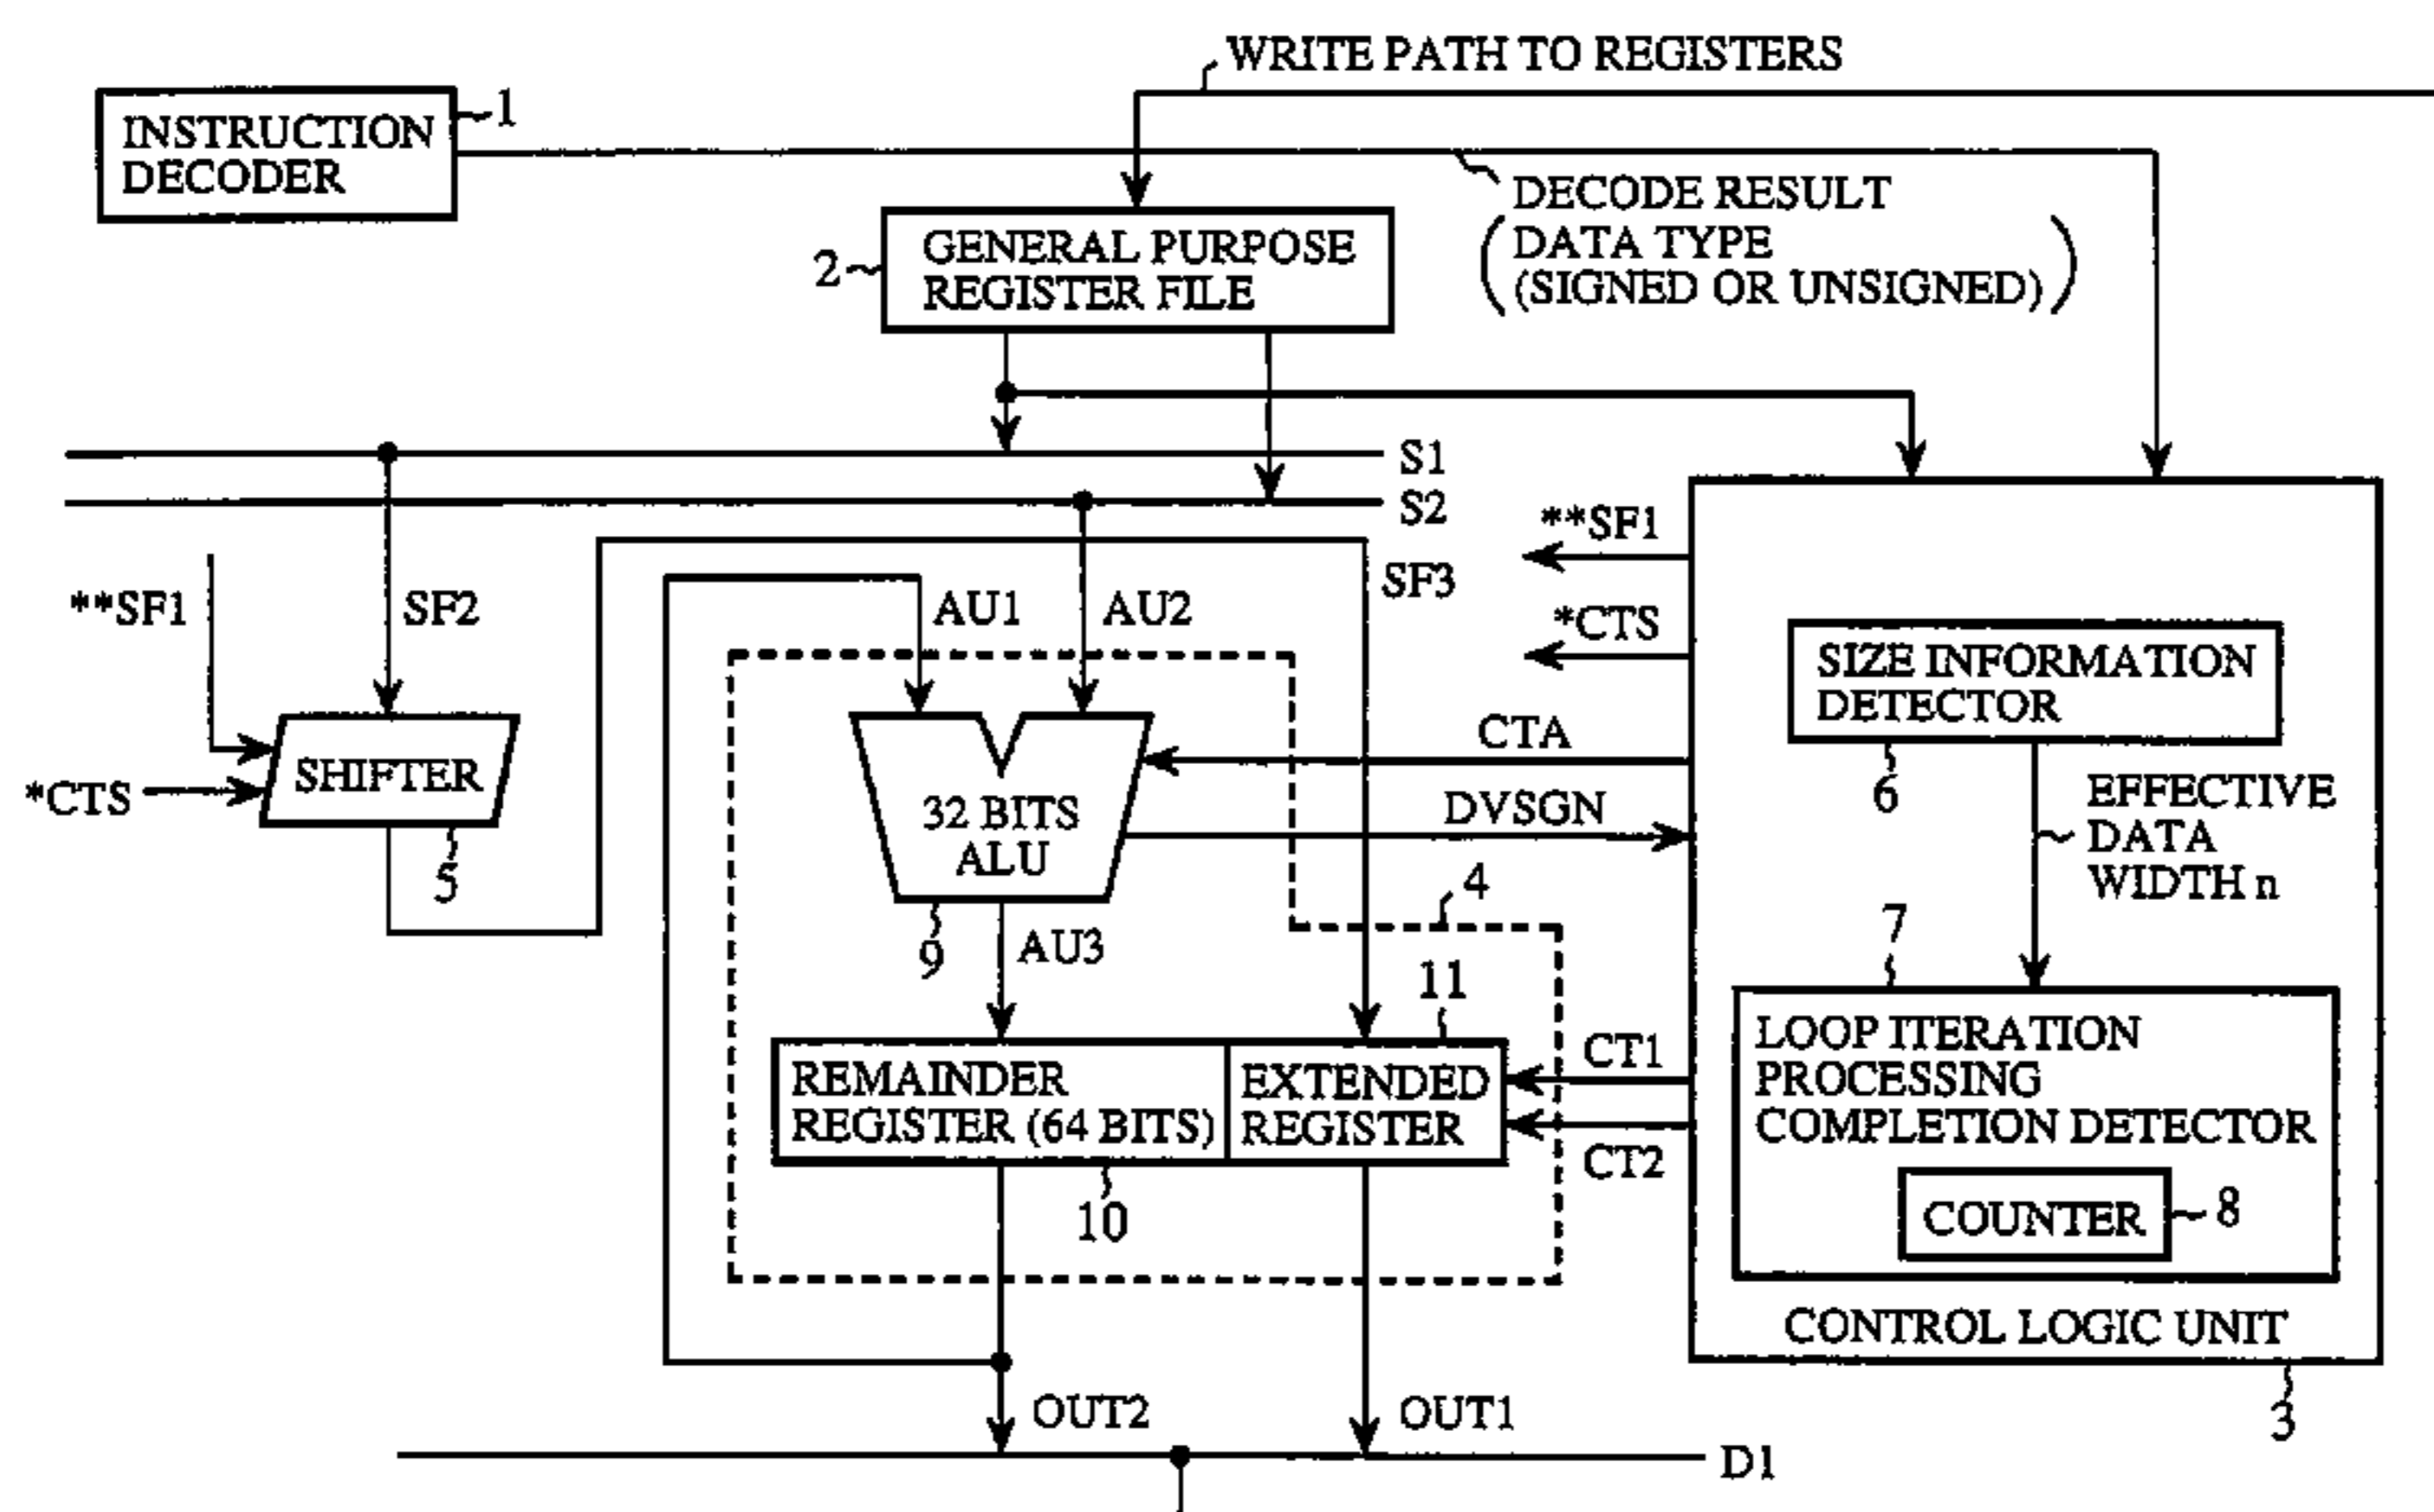 WRITE PATH TO REGISTERS
1
INSTRUCTION
DECODER
DECODE RESULT
DATA TYPE
(SIGNED OR UNSIGNED)
2
GENERAL PURPOSE
REGISTER FILE
S1
S2
**SF1
SF2
AU1
AU2
SF3
**SF1
*CTS
SIZE INFORMATION
DETECTOR
6
CTA
DVSGN
EFFECTIVE
DATA
WIDTH n
SHIFTER
*CTS
5
32 BITS
ALU
9
AU3
4
11
7
REMAINDER
REGISTER (64 BITS)
EXTENDED
REGISTER
10
CT1
CT2
LOOP ITERATION
PROCESSING
COMPLETION DETECTOR
COUNTER
8
CONTROL LOGIC UNIT
3
OUT2
OUT1
D1